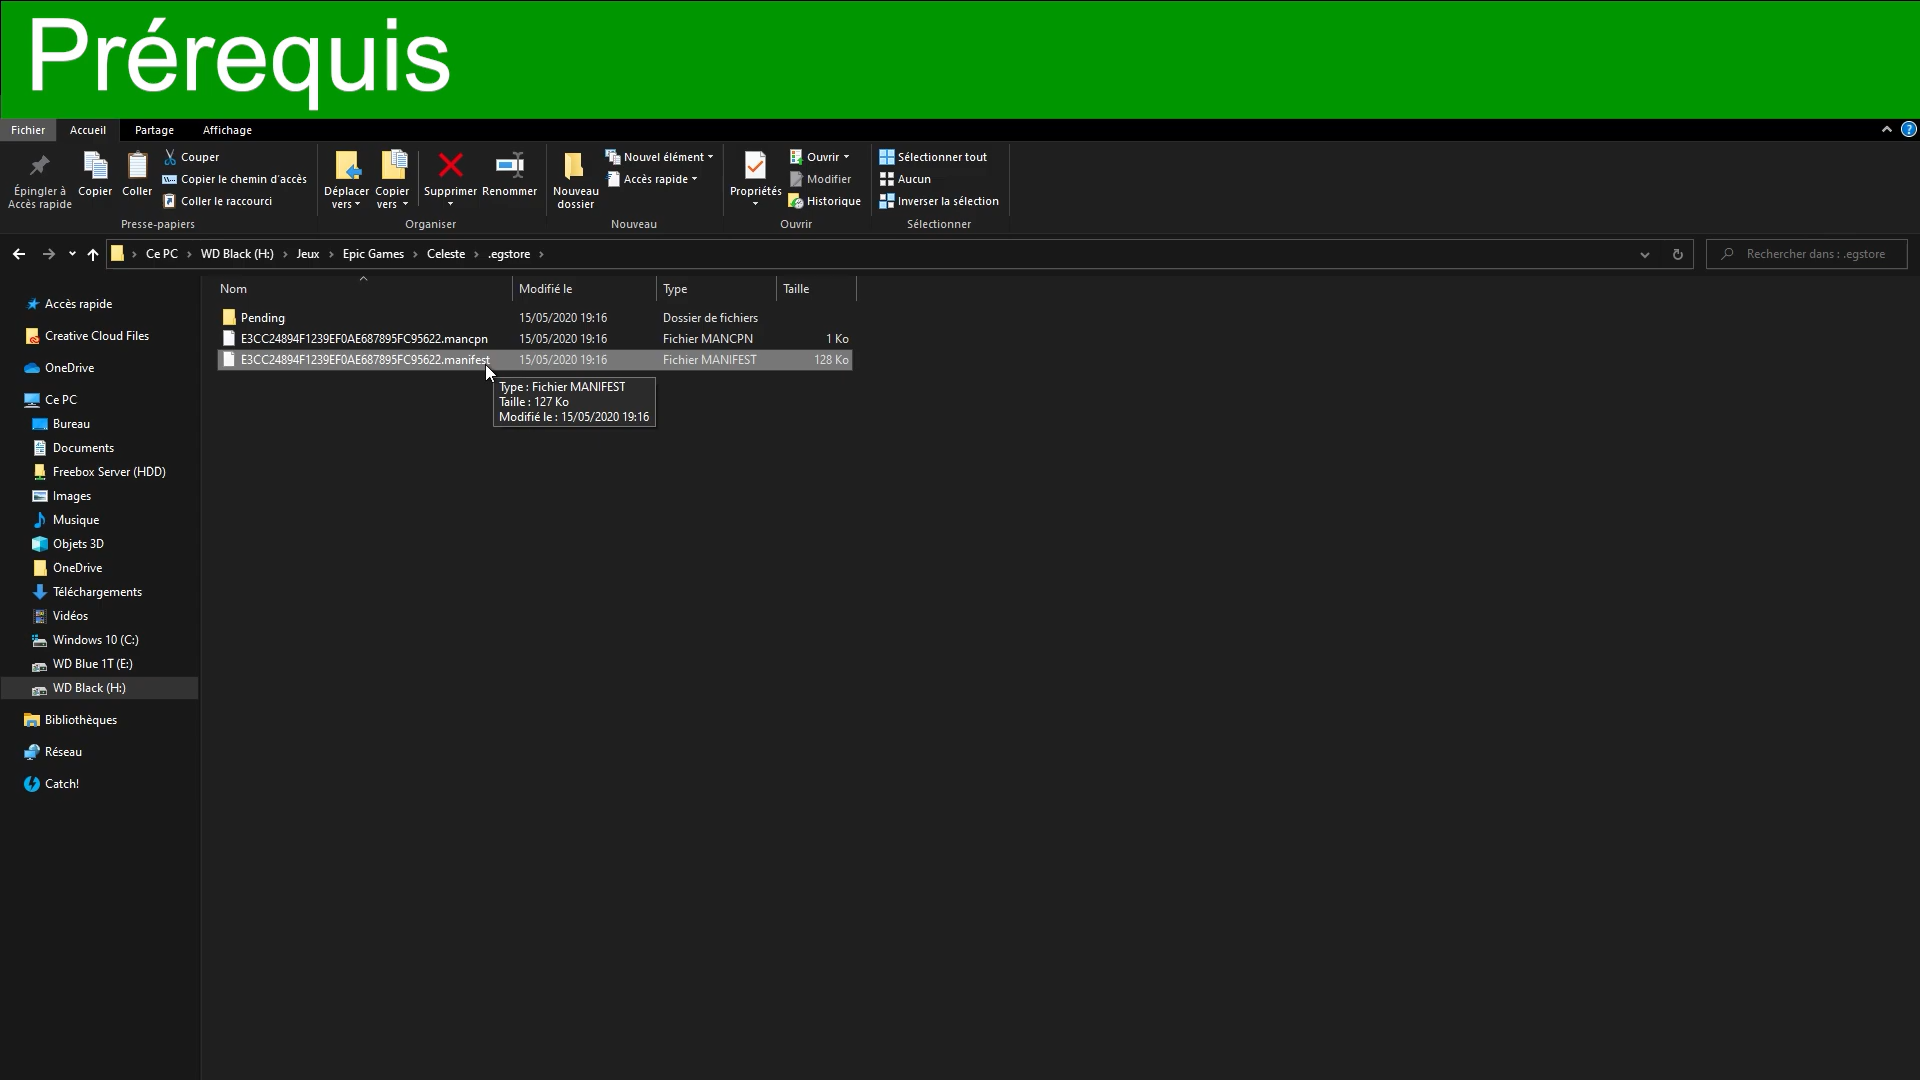 Prérequis
Fichier Accueil Partage Affichage
Épingler à
Accès rapide
Copier
Coller
Couper
Copier le chemin d'accès
Coller le raccourci
Presse-papiers
Déplacer
vers
Copier
vers
Supprimer
Renommer
Organiser
Nouveau
dossier
Nouvel élément
Accès rapide
Nouveau
Propriétés
Ouvrir
Modifier
Historique
Ouvrir
Sélectionner tout
Aucun
Inverser la sélection
Sélectionner
Ce PC › WD Black (H:) › Jeux › Epic Games › Celeste › .egstore ›
Rechercher dans : .egstore
Accès rapide
Creative Cloud Files
OneDrive
Ce PC
Bureau
Documents
Freebox Server (HDD)
Images
Musique
Objets 3D
OneDrive
Téléchargements
Vidéos
Windows 10 (C:)
WD Blue 1T (E:)
WD Black (H:)
Bibliothèques
Réseau
Catch!
Nom Modifié le Type Taille
Pending 15/05/2020 19:16 Dossier de fichiers
E3CC24894F1239EF0AE687895FC95622.mancpn 15/05/2020 19:16 Fichier MANCPN 1 Ko
E3CC24894F1239EF0AE687895FC95622.manifest 15/05/2020 19:16 Fichier MANIFEST 128 Ko
Type : Fichier MANIFEST
Taille : 127 Ko
Modifié le : 15/05/2020 19:16